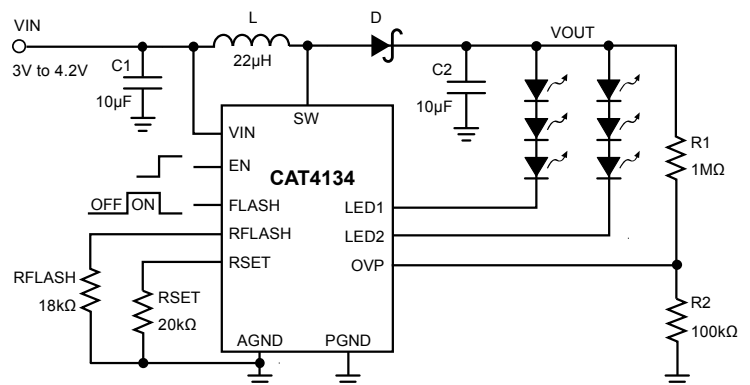 VIN
L
D
VOUT
3V to 4.2V
C1
22µH
C2
10µF
10µF
SW
VIN
R1
1MΩ
EN
CAT4134
OFF ON
FLASH
LED1
RFLASH
LED2
RSET
OVP
RFLASH
18kΩ
RSET
20kΩ
R2
100kΩ
AGND
PGND